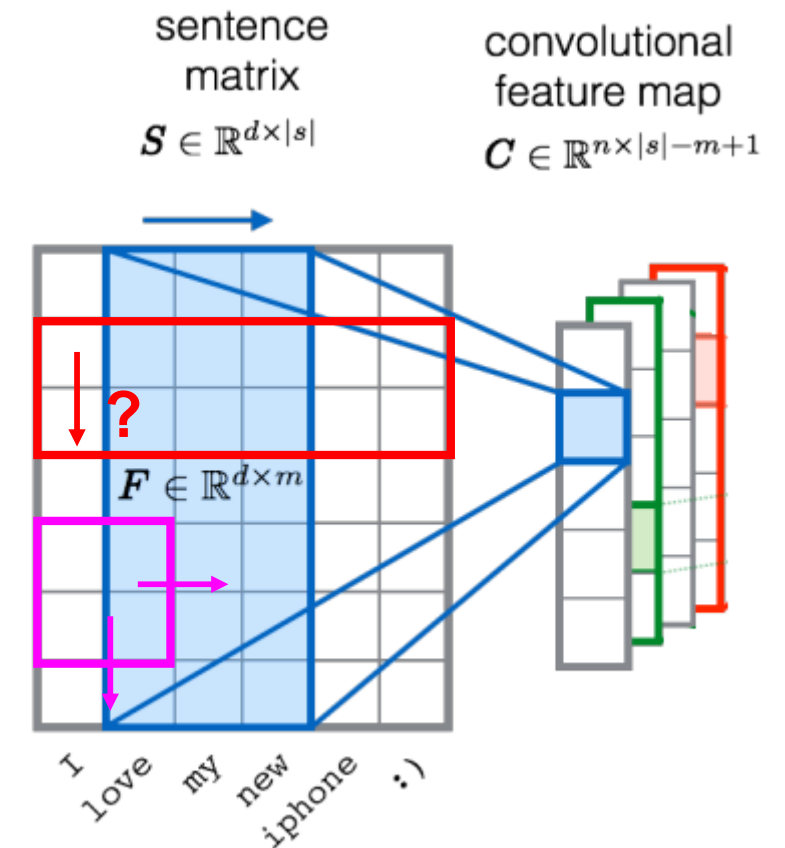 sentence
matrix
S ∈ ℝ^{d×|s|}
convolutional
feature map
C ∈ ℝ^{n×|s|−m+1}
?
F ∈ ℝ^{d×m}
I
love
my
new
iphone
:)